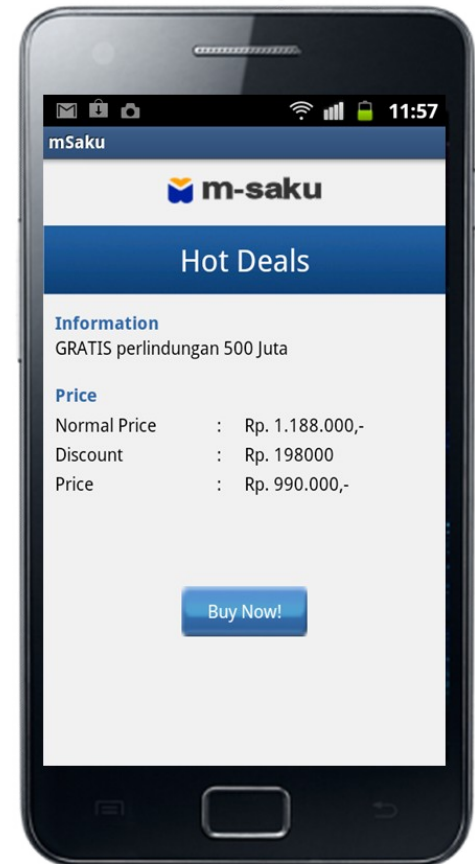 11:57
mSaku
m-saku
Hot Deals
Information
GRATIS perlindungan 500 Juta
Price
Normal Price : Rp. 1.188.000,-
Discount : Rp. 198000
Price : Rp. 990.000,-
Buy Now!